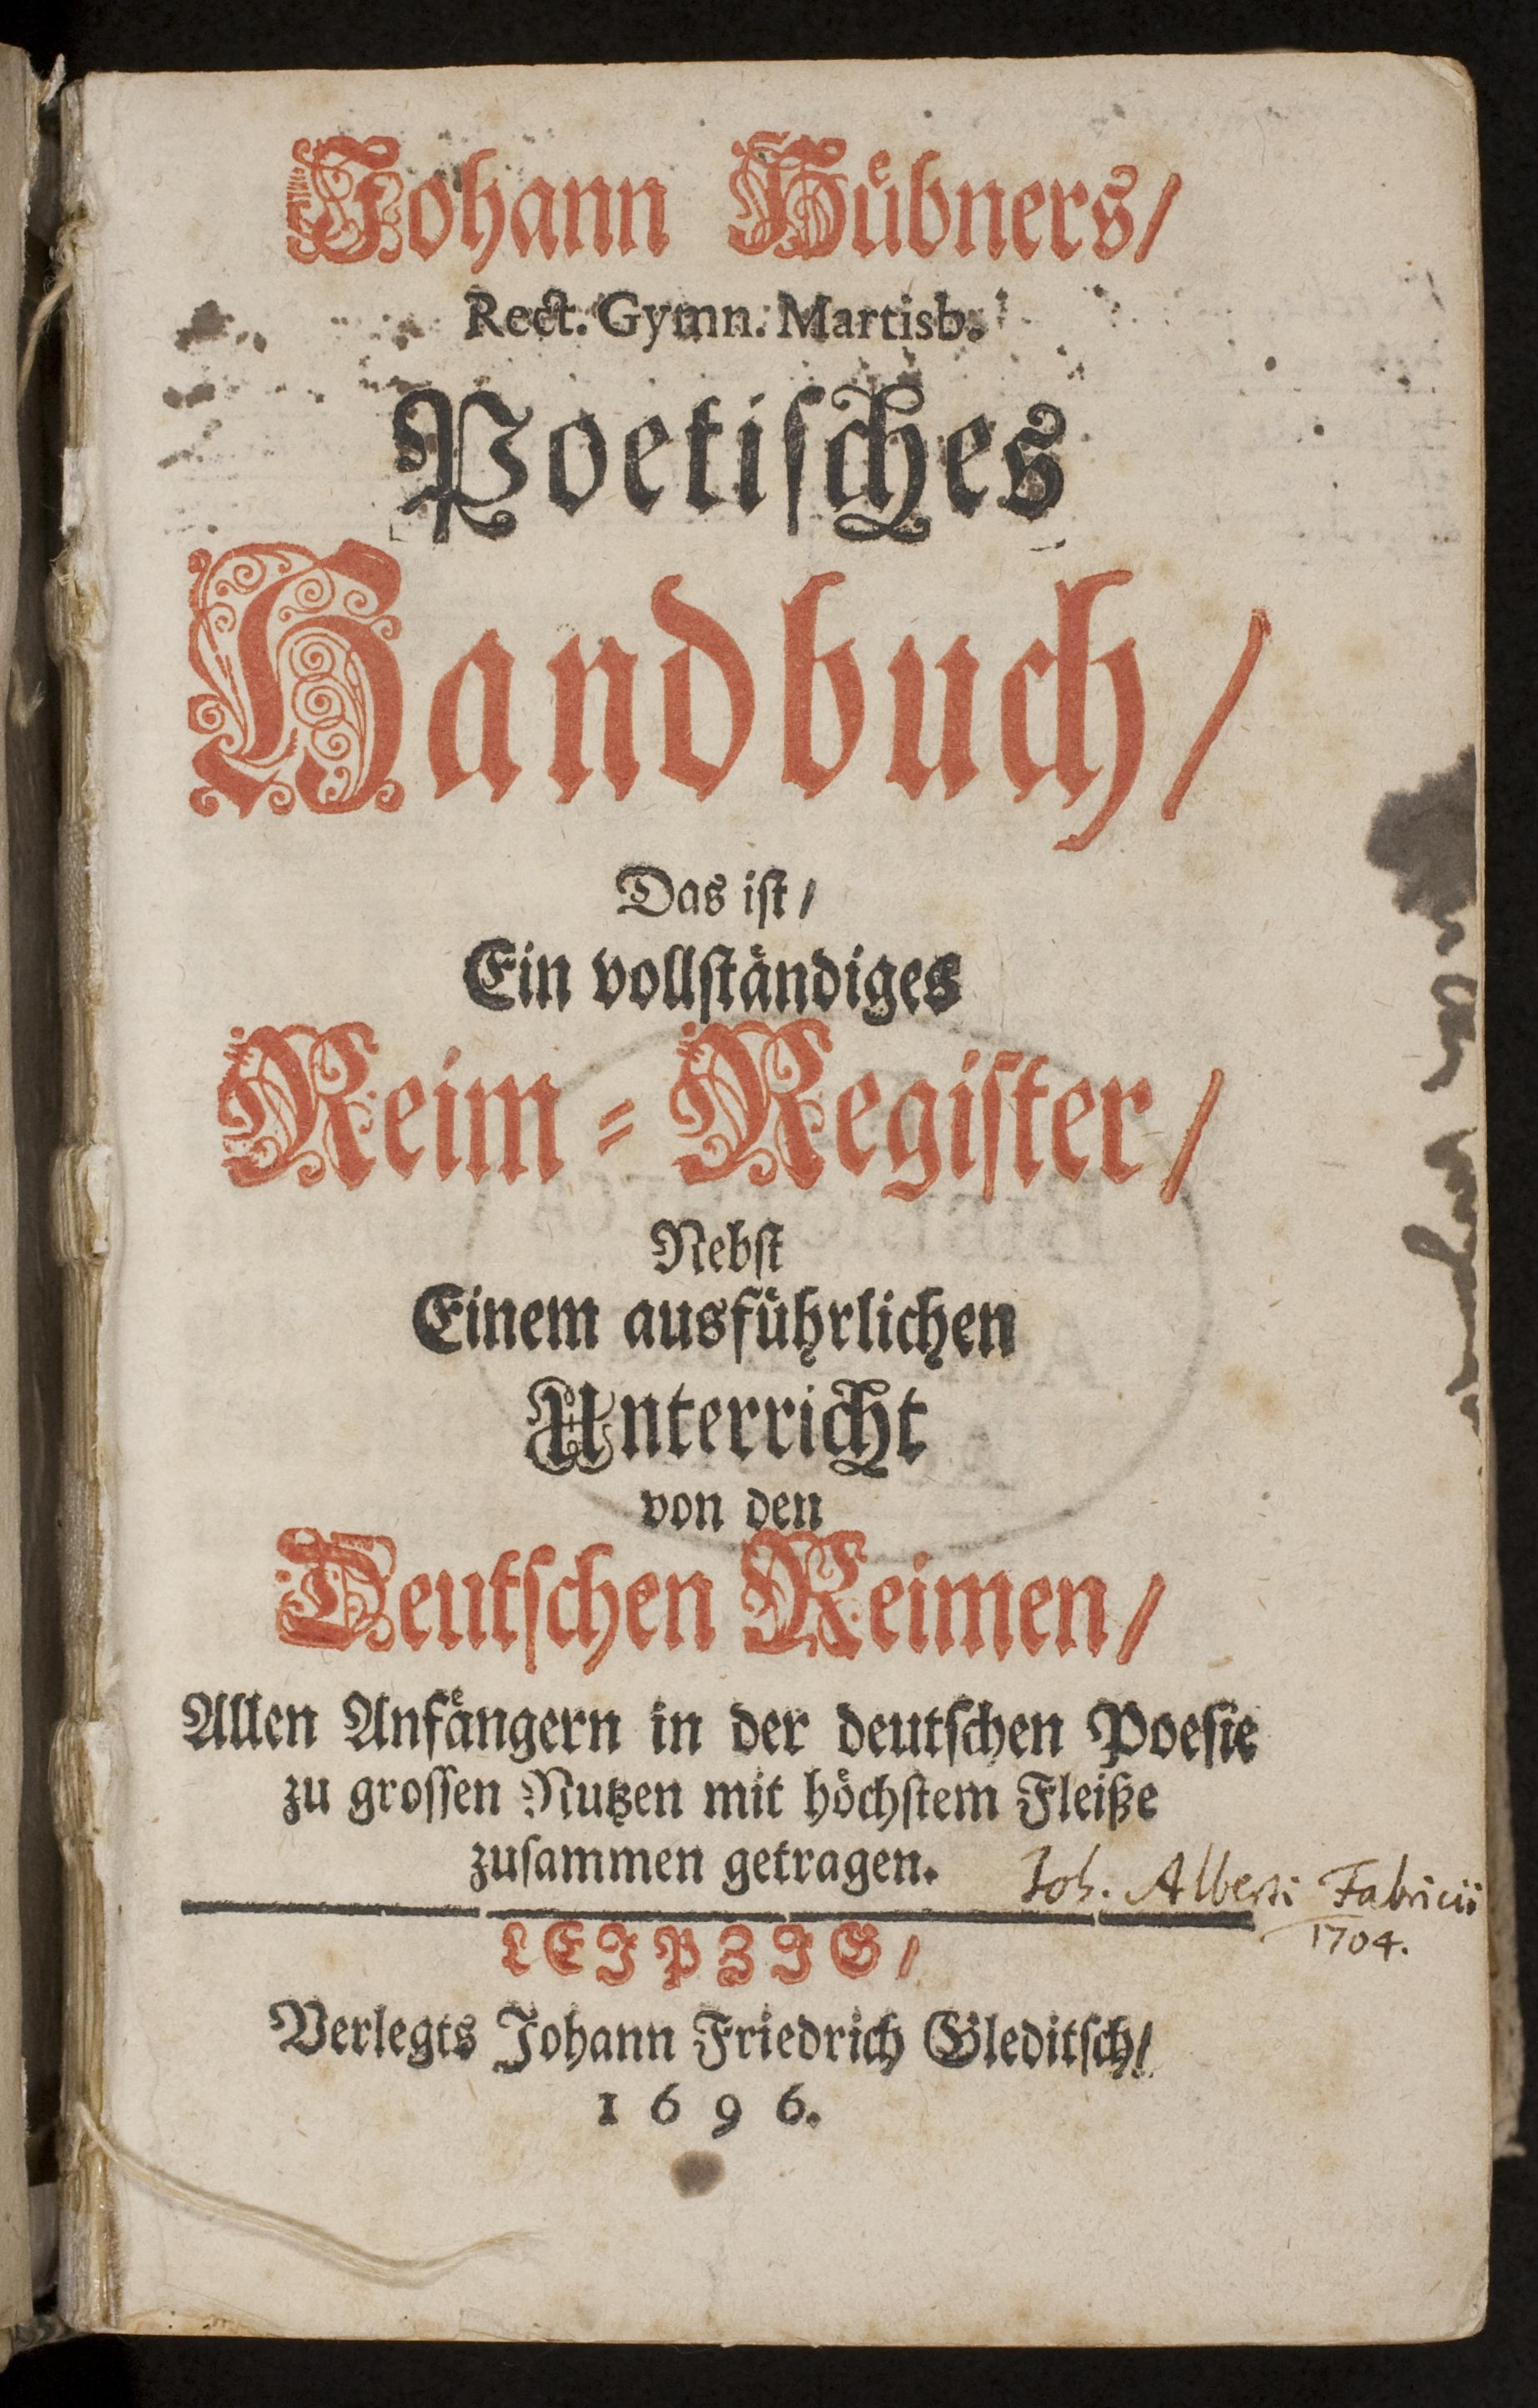 Johann Hübners/
Rect. Gymn. Martisb.
Poetiſches
Handbuch/
Das iſt/
Ein vollſtändiges
Reim⸗Regiſter/
Nebſt
Einem ausführlichen
Unterricht
von den
Deutſchen Reimen/
Allen Anfängern in der deutſchen Poeſie
zu groſſen Nutzen mit höchſtem Fleiße
zuſammen getragen.
Joh. Alberti Fabricii
1704.
LEJPZJG/
Verlegts Johann Friedrich Gleditſch/
1696.